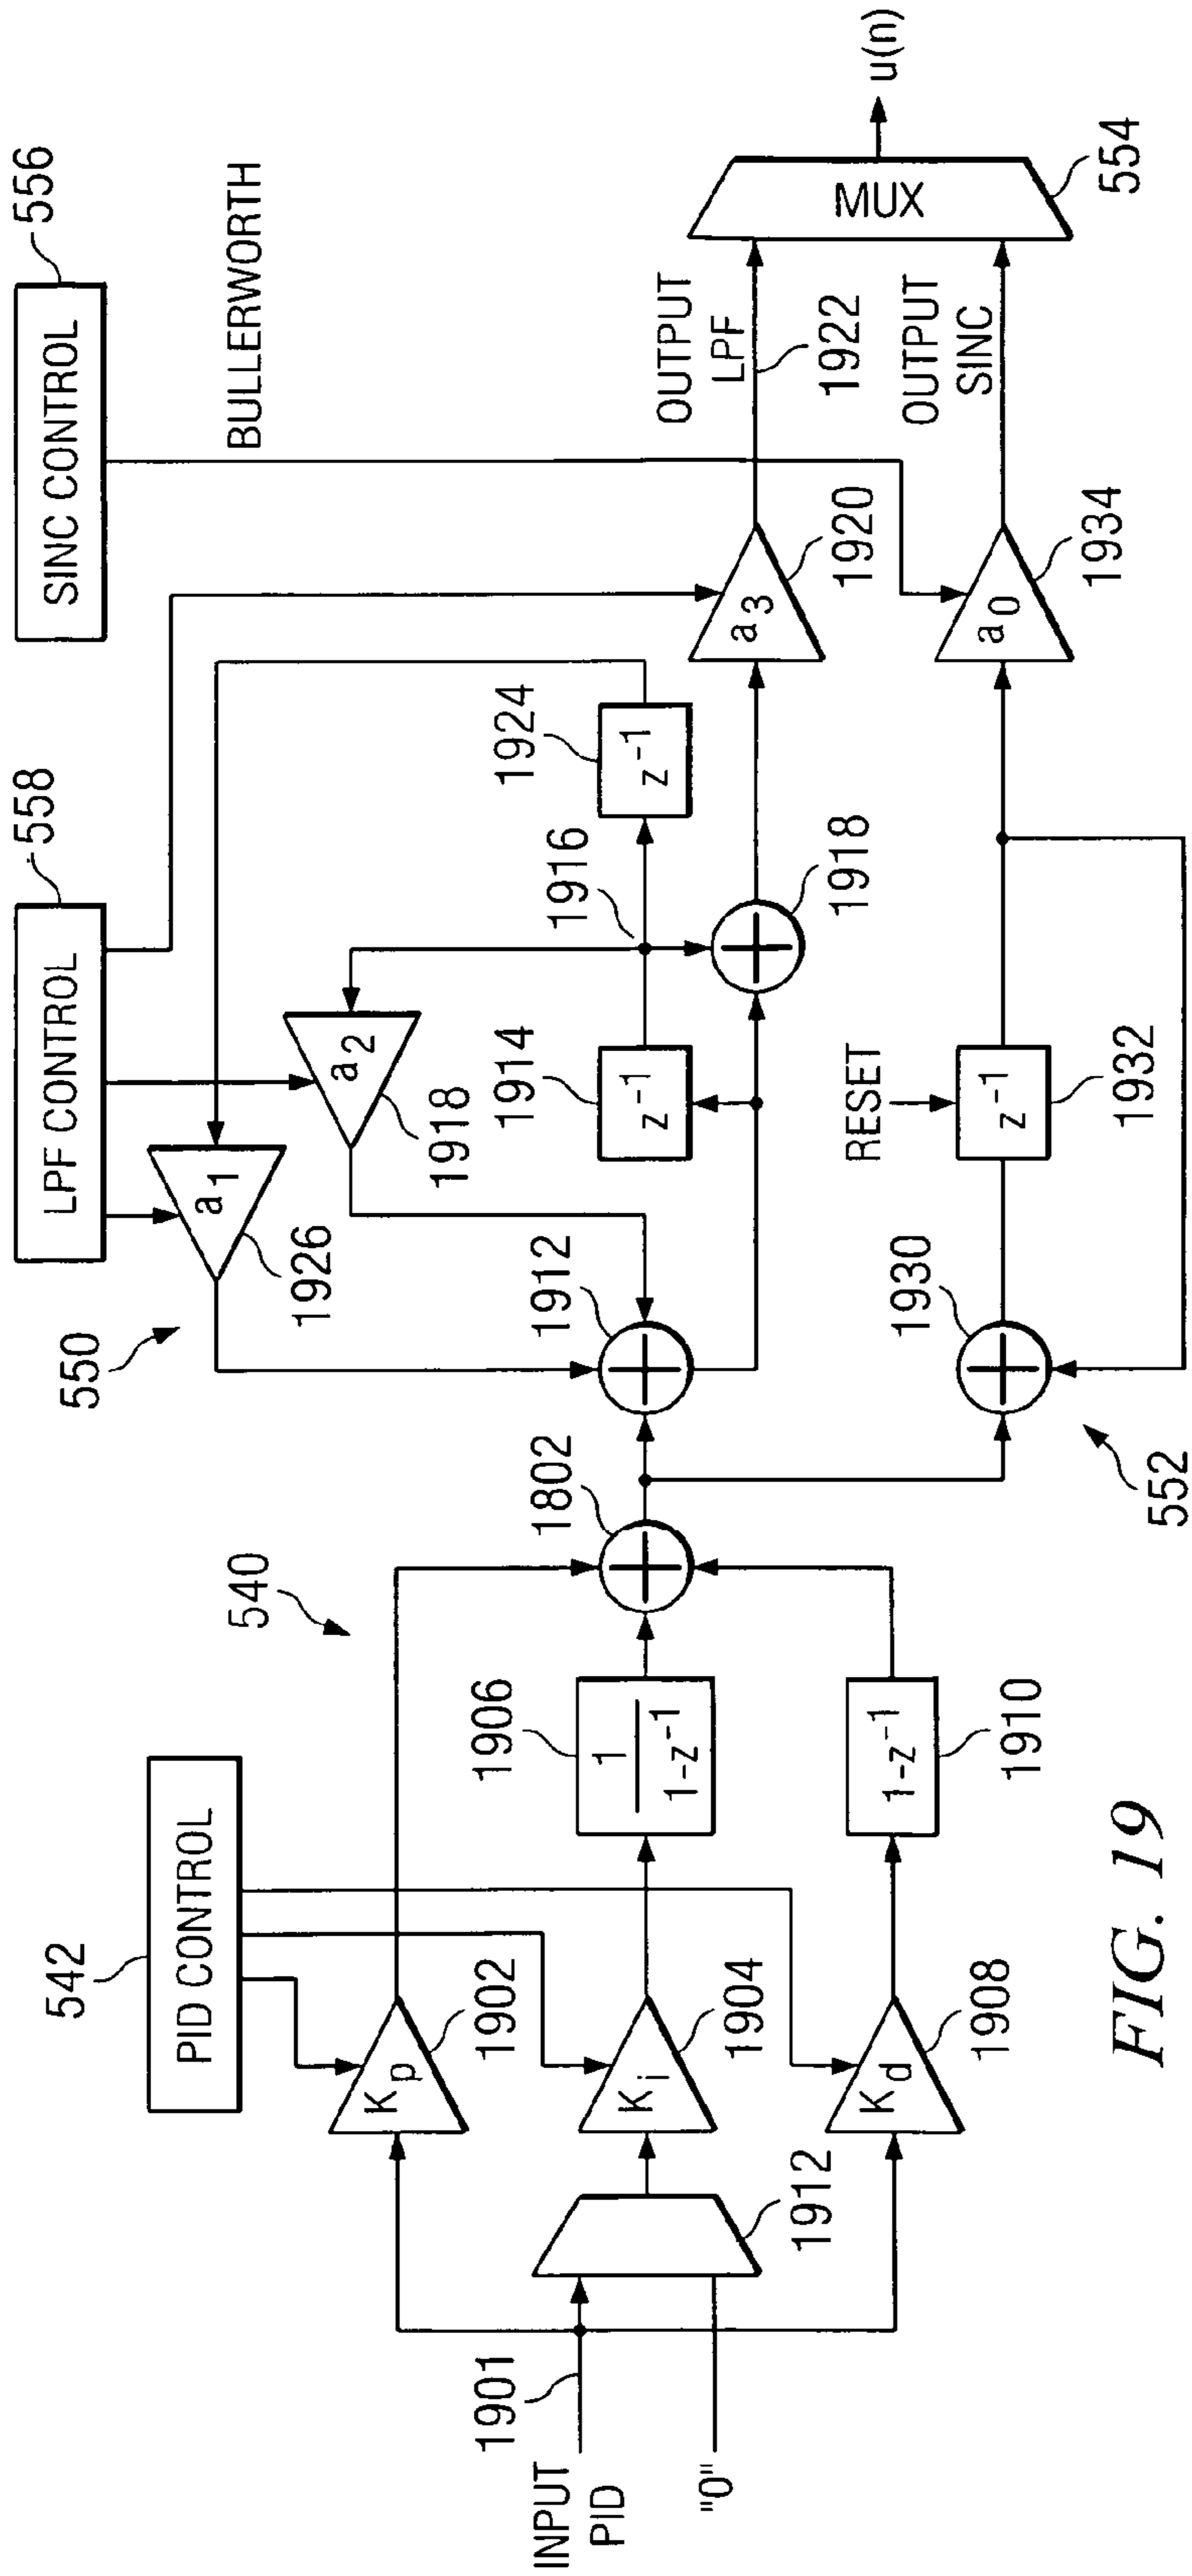 SINC CONTROL
556
LPF CONTROL
558
PID CONTROL
542
BULLERWORTH
550
540
a1
1926
a2
1918
1924
z-1
1916
1914
z-1
1912
1802
1918
a3
1920
OUTPUT
LPF
1922
MUX
554
u(n)
OUTPUT
SINC
a0
1934
RESET
z-1
1932
1930
552
Kp
1902
1906
1
1-z-1
Ki
1904
1910
1-z-1
Kd
1908
1912
1901
INPUT
PID
"0"
FIG. 19